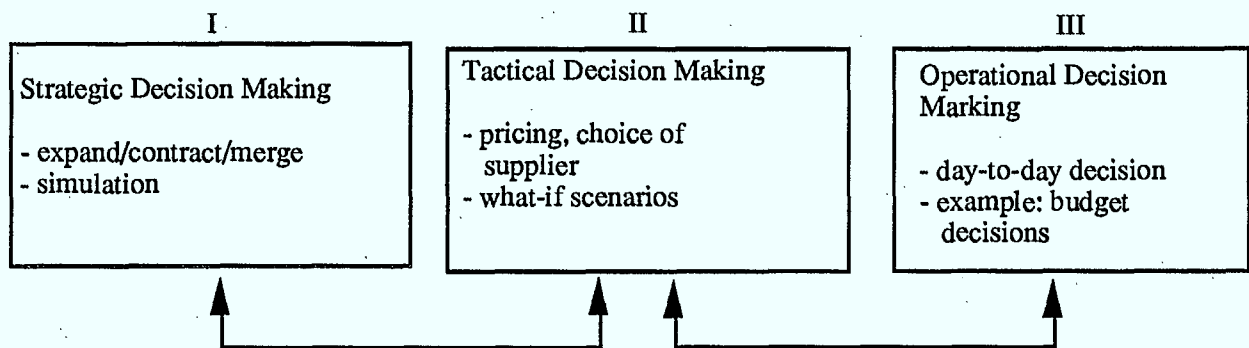 I
Strategic Decision Making
- expand/contract/merge
- simulation
II
Tactical Decision Making
- pricing, choice of
supplier
- what-if scenarios
III
Operational Decision
Marking
- day-to-day decision
- example: budget
decisions